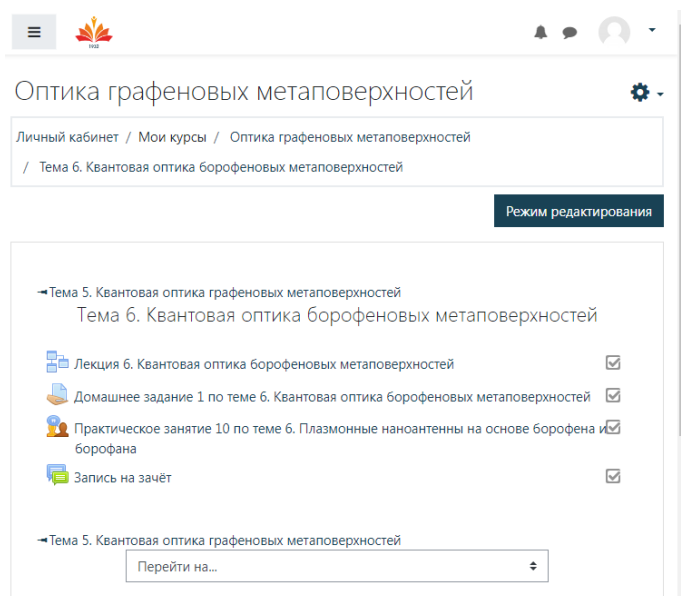 1932
Оптика графеновых метаповерхностей
Личный кабинет / Мои курсы / Оптика графеновых метаповерхностей
/ Тема 6. Квантовая оптика борофеновых метаповерхностей
Режим редактирования
Тема 5. Квантовая оптика графеновых метаповерхностей
Тема 6. Квантовая оптика борофеновых метаповерхностей
Лекция 6. Квантовая оптика борофеновых метаповерхностей
Домашнее задание 1 по теме 6. Квантовая оптика борофеновых метаповерхностей
Практическое занятие 10 по теме 6. Плазмонные наноантенны на основе борофена и
борофана
Запись на зачёт
Тема 5. Квантовая оптика графеновых метаповерхностей
Перейти на...